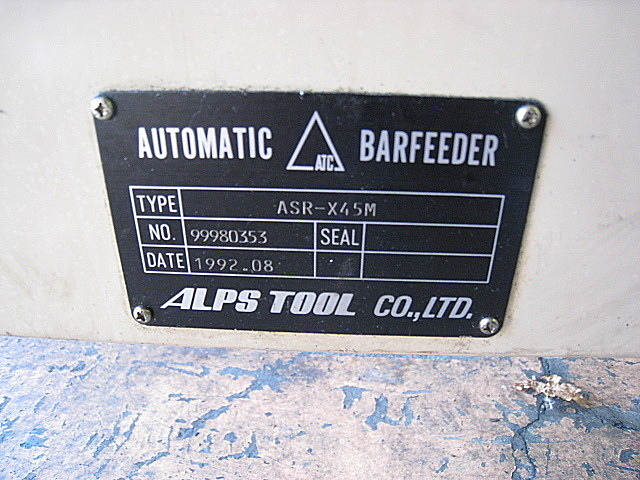 AUTOMATIC ATC BARFEEDER
TYPE ASR-X45M
NO. 99980353 SEAL
DATE 1992.08
ALPS TOOL CO.,LTD.